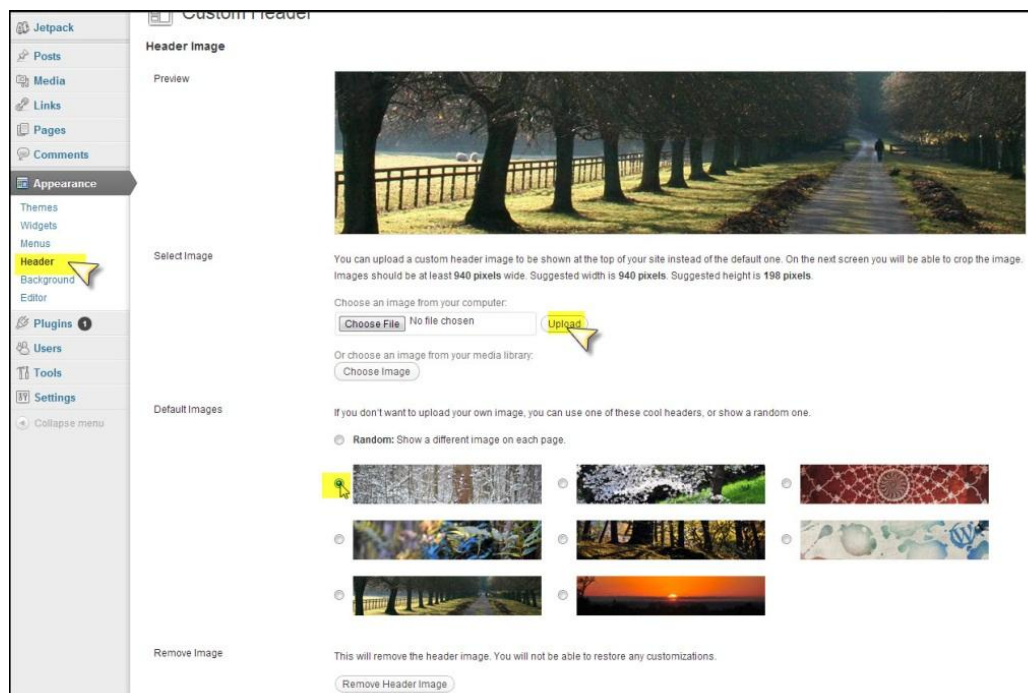 Jetpack
Posts
Media
Links
Pages
Comments
Appearance
Themes
Widgets
Menus
Header
Background
Editor
Plugins 1
Users
Tools
Settings
Collapse menu
Custom Header
Header Image
Preview
Select Image
You can upload a custom header image to be shown at the top of your site instead of the default one. On the next screen you will be able to crop the image.
Images should be at least 940 pixels wide. Suggested width is 940 pixels. Suggested height is 198 pixels.
Choose an image from your computer:
Choose File No file chosen Upload
Or choose an image from your media library:
Choose Image
Default Images
If you don't want to upload your own image, you can use one of these cool headers, or show a random one.
Random: Show a different image on each page.
Remove Image
This will remove the header image. You will not be able to restore any customizations.
Remove Header Image